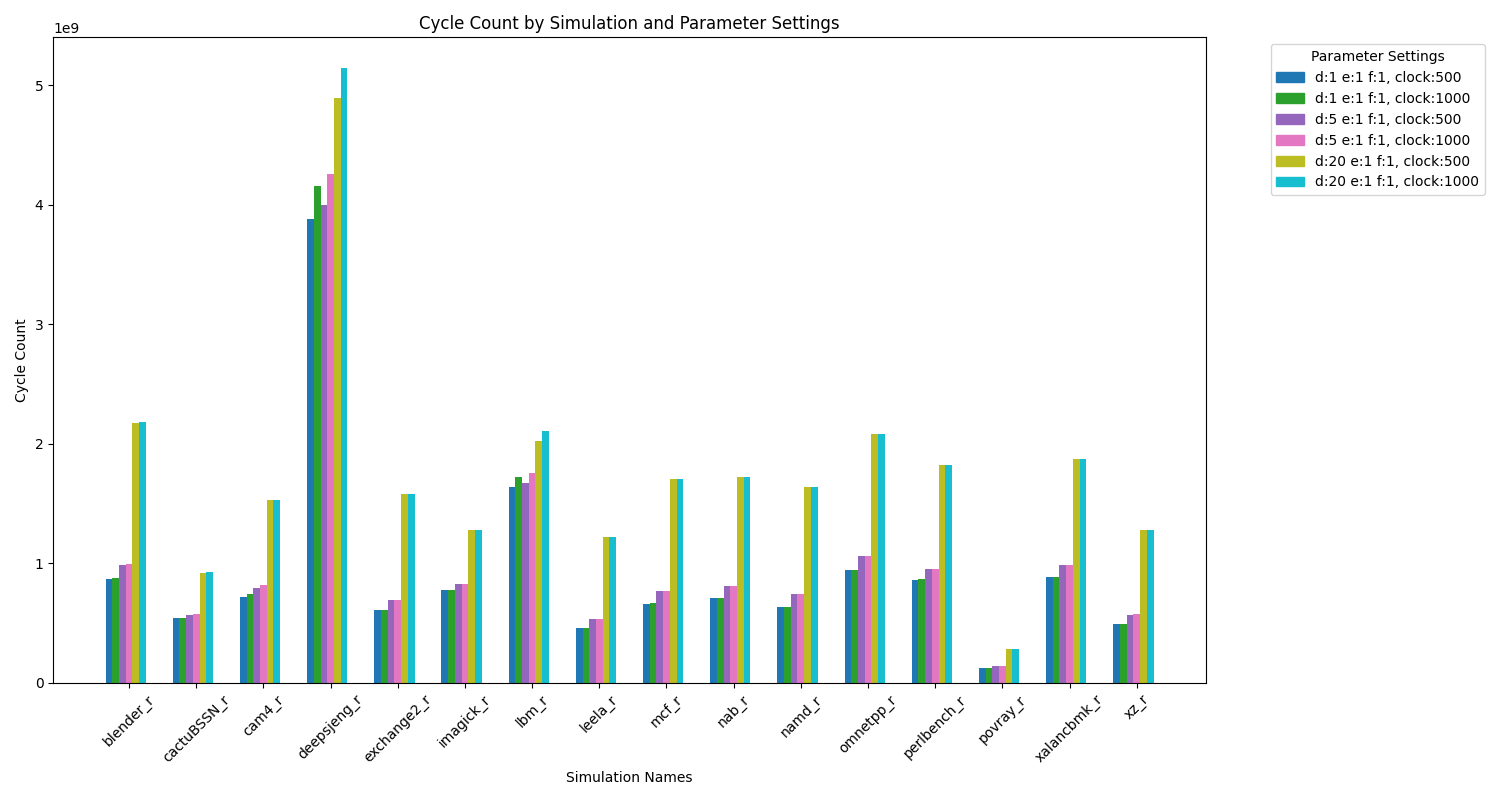 Cycle Count by Simulation and Parameter Settings
1e9
5
4
3
2
1
0
Cycle Count
blender_r
cactuBSSN_r
cam4_r
deepsjeng_r
exchange2_r
imagick_r
lbm_r
leela_r
mcf_r
nab_r
namd_r
omnetpp_r
perlbench_r
povray_r
xalancbmk_r
xz_r
Simulation Names
Parameter Settings
d:1 e:1 f:1, clock:500
d:1 e:1 f:1, clock:1000
d:5 e:1 f:1, clock:500
d:5 e:1 f:1, clock:1000
d:20 e:1 f:1, clock:500
d:20 e:1 f:1, clock:1000